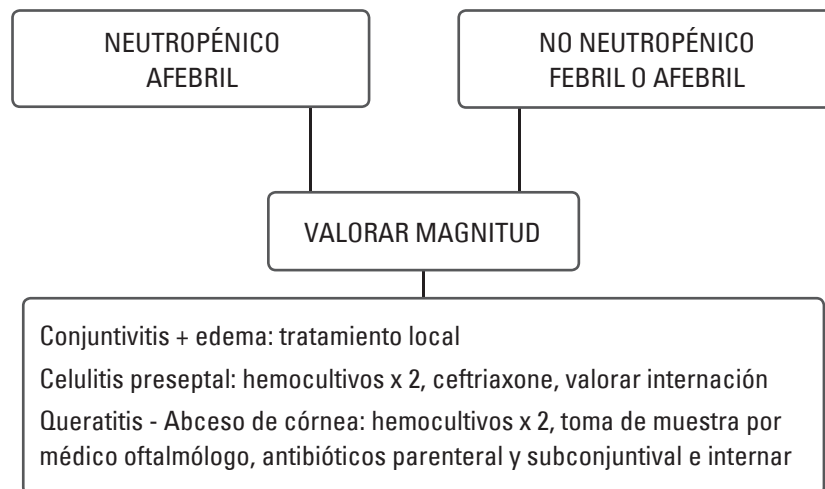 NEUTROPÉNICO
AFEBRIL
NO NEUTROPÉNICO
FEBRIL O AFEBRIL
VALORAR MAGNITUD
Conjuntivitis + edema: tratamiento local
Celulitis preseptal: hemocultivos x 2, ceftriaxone, valorar internación
Queratitis - Abceso de córnea: hemocultivos x 2, toma de muestra por
médico oftalmólogo, antibióticos parenteral y subconjuntival e internar